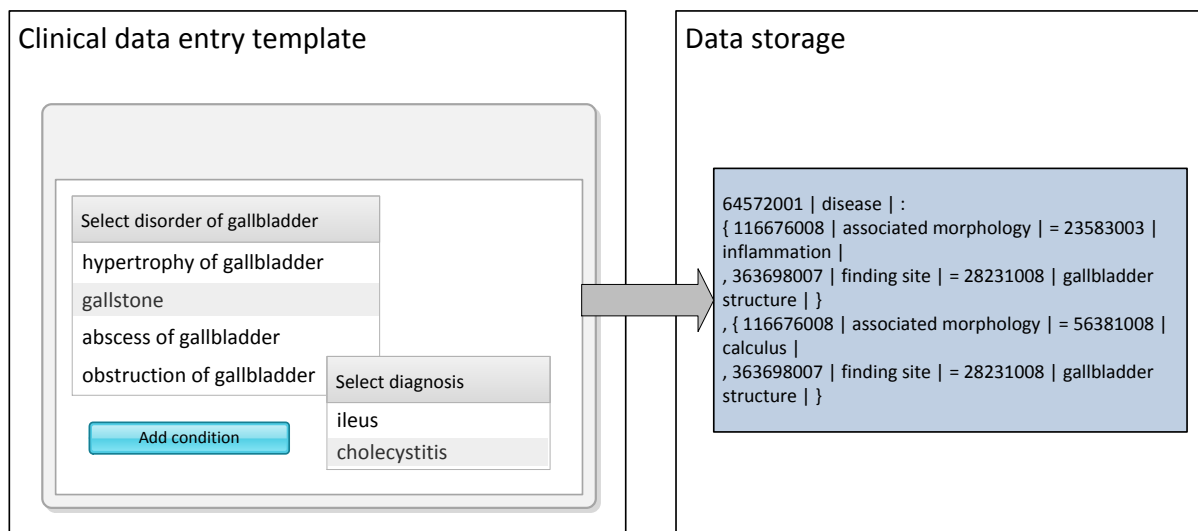 Clinical data entry template
Select disorder of gallbladder
hypertrophy of gallbladder
gallstone
abscess of gallbladder
obstruction of gallbladder
Add condition
Select diagnosis
ileus
cholecystitis
Data storage
64572001 | disease | :
{ 116676008 | associated morphology | = 23583003 |
inflammation |
, 363698007 | finding site | = 28231008 | gallbladder
structure | }
, { 116676008 | associated morphology | = 56381008 |
calculus |
, 363698007 | finding site | = 28231008 | gallbladder
structure | }